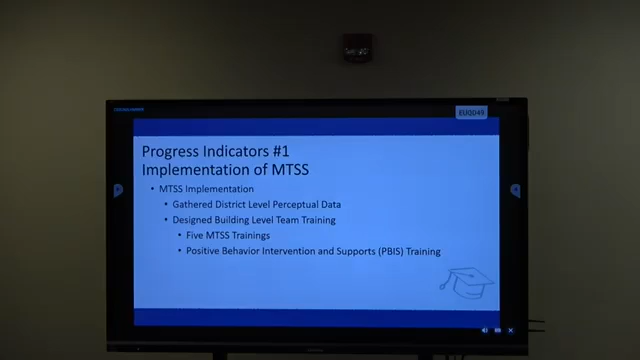 EU0D49
Progress Indicators #1
Implementation of MTSS
• MTSS Implementation
• Gathered District Level Perceptual Data
• Designed Building Level Team Training
• Five MTSS Trainings
• Positive Behavior Intervention and Supports (PBIS) Training